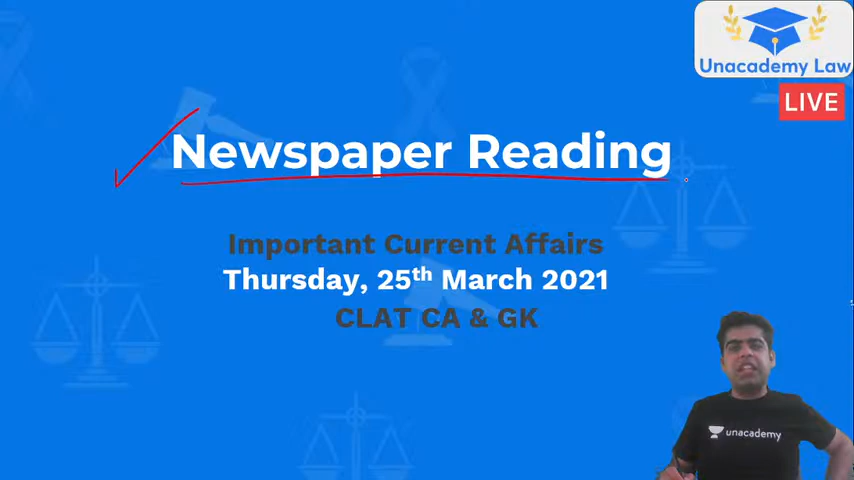 Unacademy Law
LIVE
Newspaper Reading
Important Current Affairs
Thursday, 25th March 2021
CLAT CA & GK
unacademy